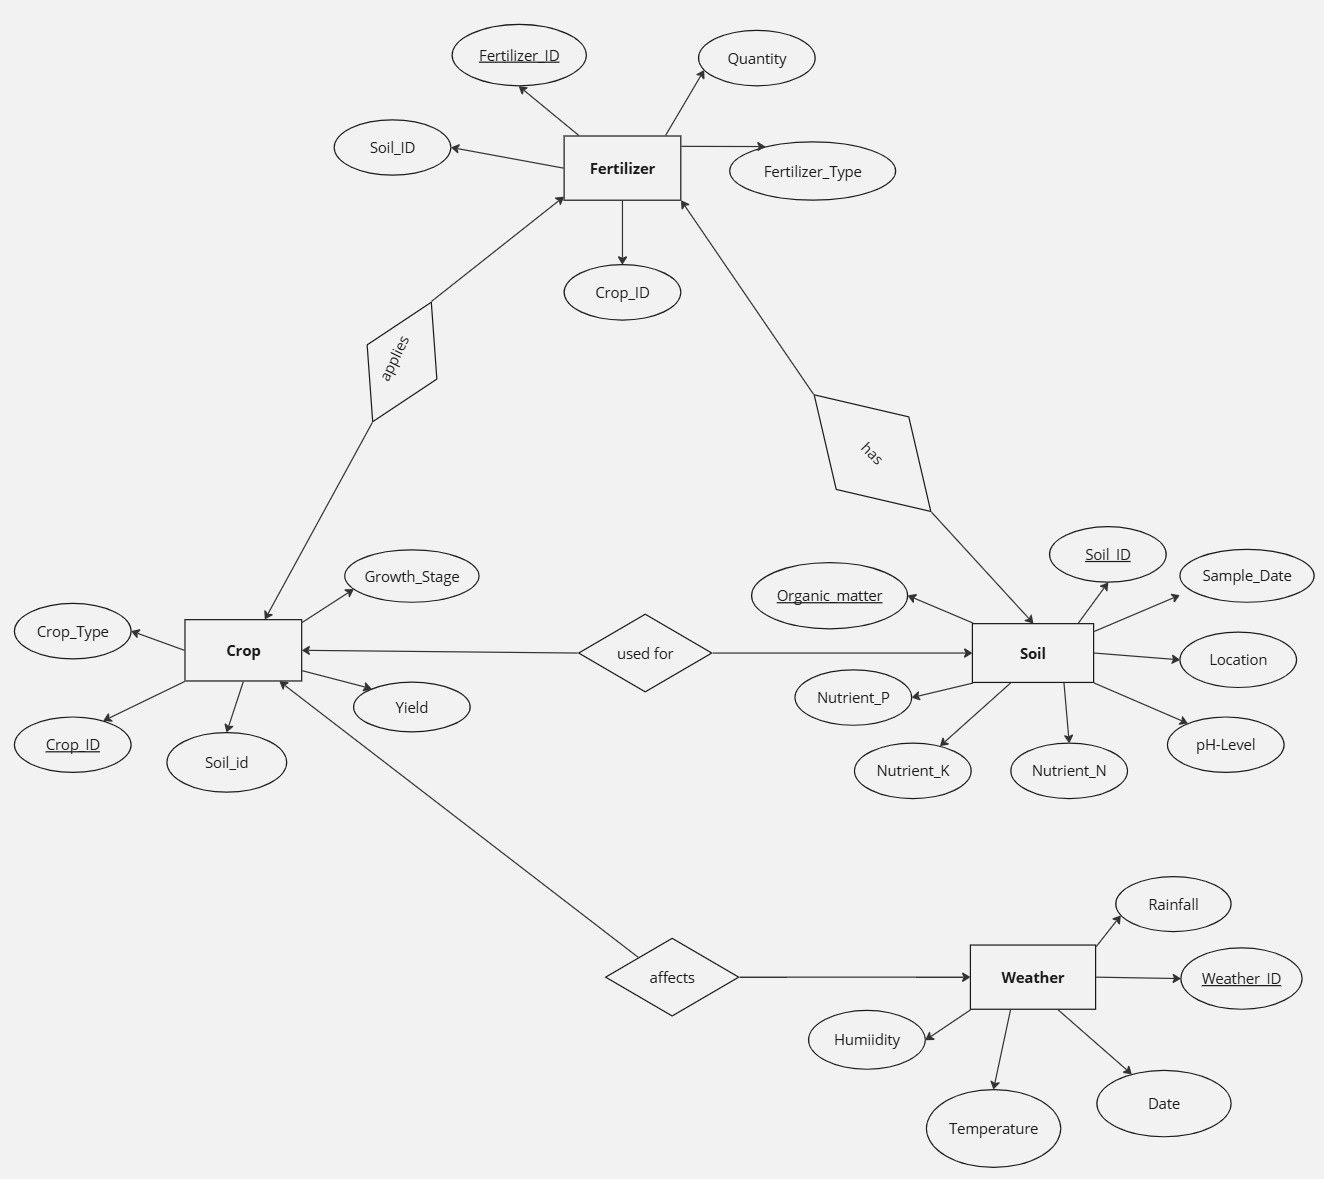 Fertilizer_ID
Quantity
Soil_ID
Fertilizer
Fertilizer_Type
Crop_ID
applies
has
Growth_Stage
Soil_ID
Sample_Date
Organic_matter
Crop_Type
Crop
used for
Soil
Location
Nutrient_P
Yield
Crop_ID
Soil_id
Nutrient_K
Nutrient_N
pH-Level
Rainfall
affects
Weather
Weather_ID
Humiidity
Temperature
Date